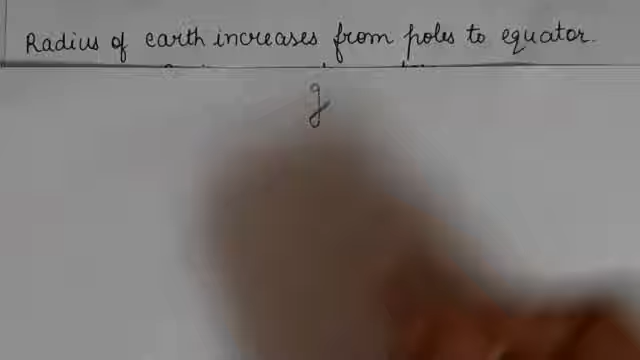 Radius of earth increases from poles to equator.
g